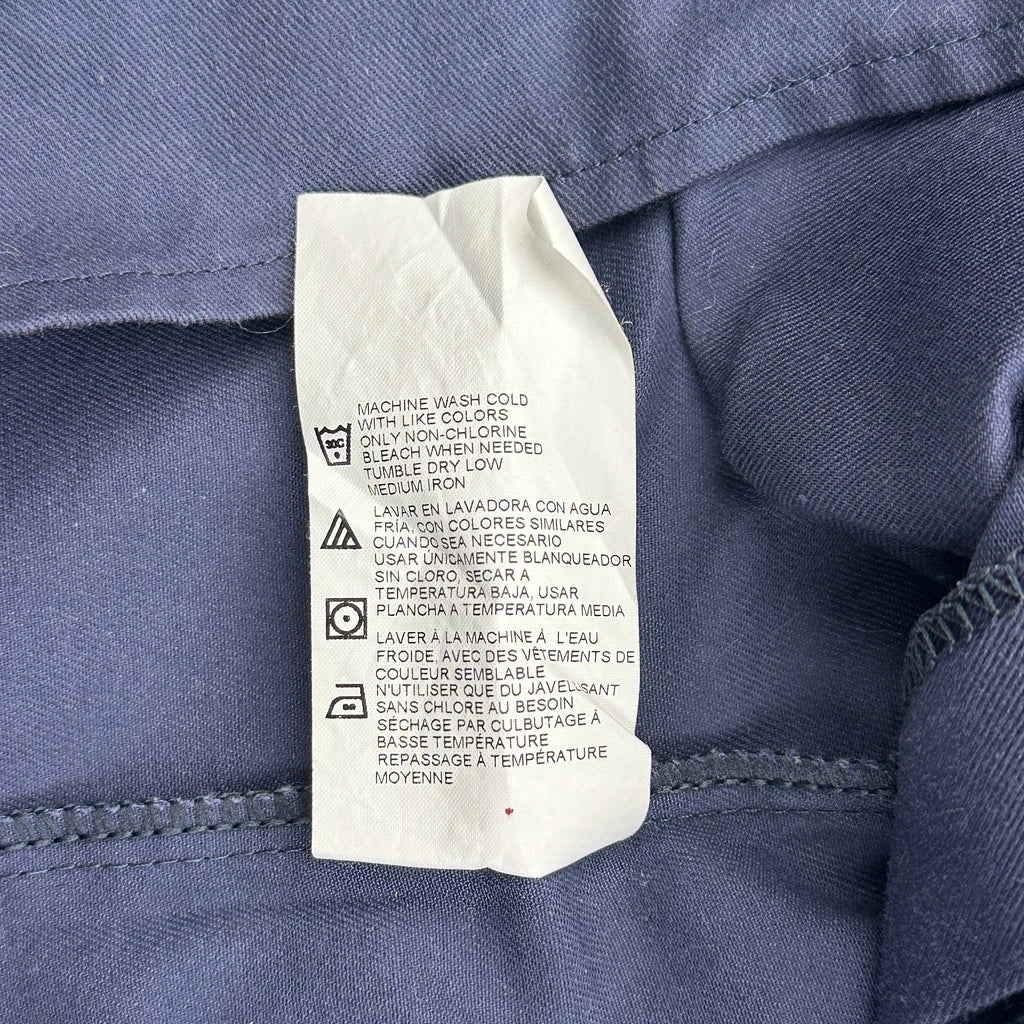 MACHINE WASH COLD
WITH LIKE COLORS
ONLY NON-CHLORINE
BLEACH WHEN NEEDED
TUMBLE DRY LOW
MEDIUM IRON
30C
LAVAR EN LAVADORA CON AGUA
FRÍA, CON COLORES SIMILARES
CUANDO SEA NECESARIO
USAR ÚNICAMENTE BLANQUEADOR
SIN CLORO, SECAR A
TEMPERATURA BAJA, USAR
PLANCHA A TEMPERATURA MEDIA
LAVER À LA MACHINE À L'EAU
FROIDE, AVEC DES VÊTEMENTS DE
COULEUR SEMBLABLE
N'UTILISER QUE DU JAVELLISANT
SANS CHLORE AU BESOIN
SÉCHAGE PAR CULBUTAGE À
BASSE TEMPÉRATURE
REPASSAGE À TEMPÉRATURE
MOYENNE